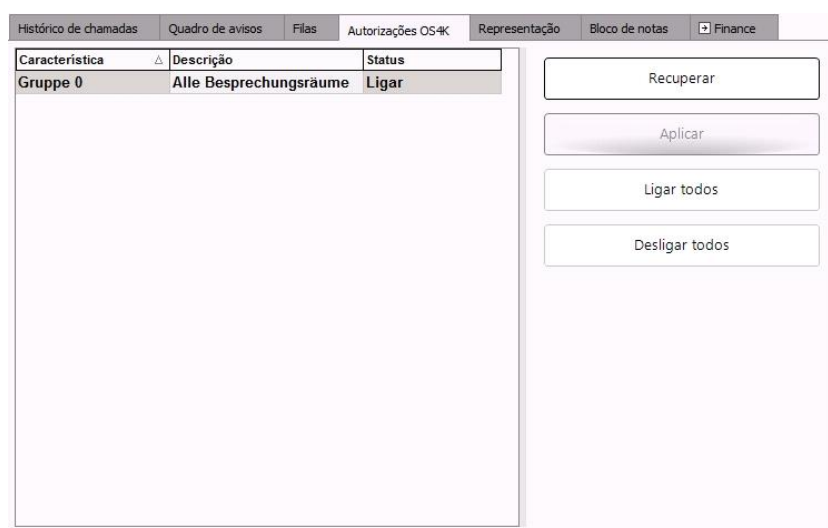 Histórico de chamadas Quadro de avisos Filas Autorizações OS4K Representação Bloco de notas Finance
Característica Descrição Status
Gruppe 0 Alle Besprechungsräume Ligar
Recuperar
Aplicar
Ligar todos
Desligar todos